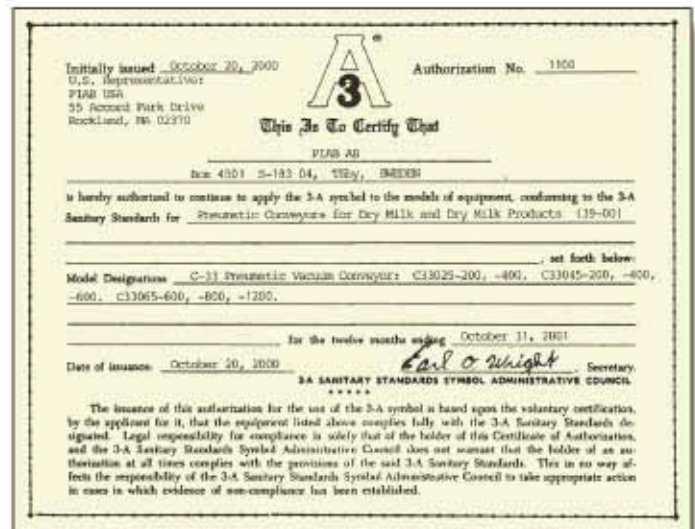 Initially issued October 20, 2000
U.S. Representative:
PIAB USA
55 Accord Park Drive
Rockland, MA 02370
A
3
®
Authorization No. 1100
This Is To Certify That
PIAB AB
Box 4501 S-183 04, Täby, SWEDEN
is hereby authorized to continue to apply the 3-A symbol to the models of equipment, conforming to the 3-A
Sanitary Standards for Pneumatic Conveyors for Dry Milk and Dry Milk Products (39-00)
, set forth below:
Model Designations C-33 Pneumatic Vacuum Conveyor: C33025-200, -400. C33045-200, -400,
-600. C33065-600, -800, -1200.
for the twelve months ending October 31, 2001
Date of issuance: October 20, 2000 Earl O Wright Secretary
3-A SANITARY STANDARDS SYMBOL ADMINISTRATIVE COUNCIL
* * * * *
The issuance of this authorization for the use of the 3-A symbol is based upon the voluntary certification,
by the applicant for it, that the equipment listed above complies fully with the 3-A Sanitary Standards de-
signated. Legal responsibility for compliance is solely that of the holder of this Certificate of Authorization,
and the 3-A Sanitary Standards Symbol Administrative Council does not warrant that the holder of an au-
thorization at all times complies with the provisions of the said 3-A Sanitary Standards. This in no way af-
fects the responsibility of the 3-A Sanitary Standards Symbol Administrative Council to take appropriate action
in cases in which evidence of non-compliance has been established.